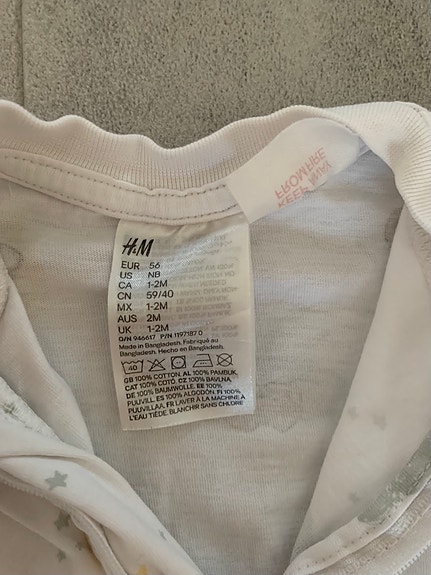 KEEP AWAY
FROM FIRE
H&M
EUR 56
US NB
CA 1-2M
CN 59/40
MX 1-2M
AUS 2M
UK 1-2M
O/N 946617 P/N 1197187 0
Made in Bangladesh. Fabriqué au
Bangladesh. Hecho en Bangladesh.
40
GB 100% COTTON. AL 100% PAMBUK.
CAT 100% COTÓ. CZ 100% BAVLNA.
DE 100% BAUMWOLLE. EE 100%
PUUVILL. ES 100% ALGODÓN. FI 100%
PUUVILLAA. FR LAVER À LA MACHINE À
L'EAU TIÈDE. BLANCHIR SANS CHLORE